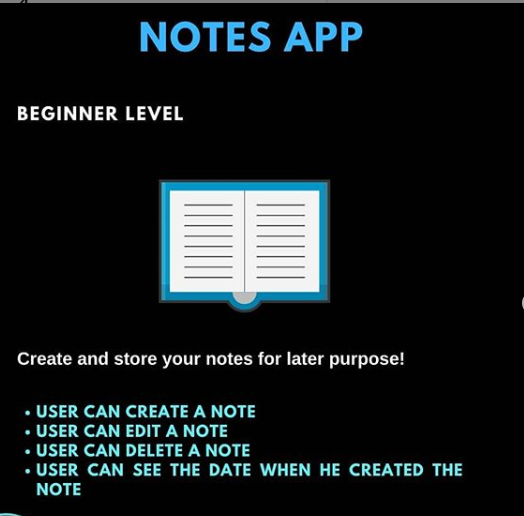 NOTES APP
BEGINNER LEVEL
Create and store your notes for later purpose!
• USER CAN CREATE A NOTE
• USER CAN EDIT A NOTE
• USER CAN DELETE A NOTE
• USER CAN SEE THE DATE WHEN HE CREATED THE
NOTE